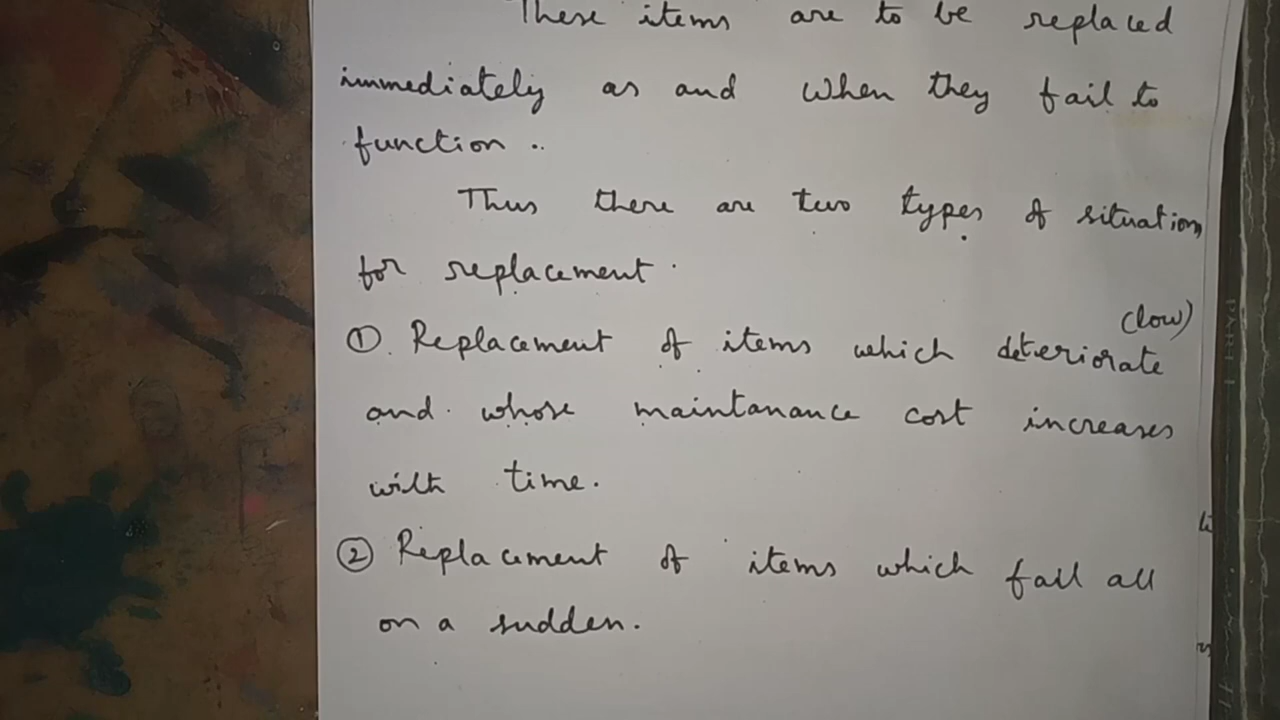 These items are to be replaced
immediately as and when they fail to
function ..
Thus there are two types of situation
for replacement.
(low)
① Replacement of items which deteriorate
and whose maintanance cost increases
with time.
② Replacement of items which fall all
on a sudden.